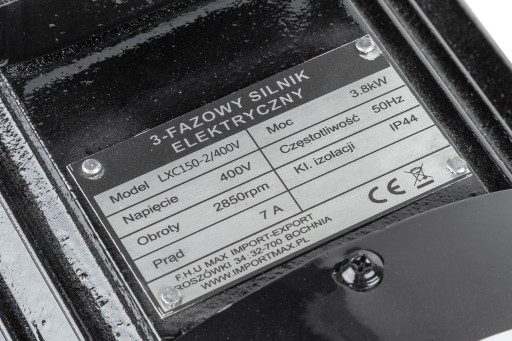 3-FAZOWY SILNIK
ELEKTRYCZNY
Model LXC150-2/400V
Moc 3.8kW
Napięcie 400V
Częstotliwość 50Hz
Obroty 2850rpm
Kl. izolacji IP44
Prąd 7 A
CE
F.H.U MAX IMPORT-EXPORT
ROSZÓWKI 34 ; 32-700 BOCHNIA
WWW.IMPORTMAX.PL